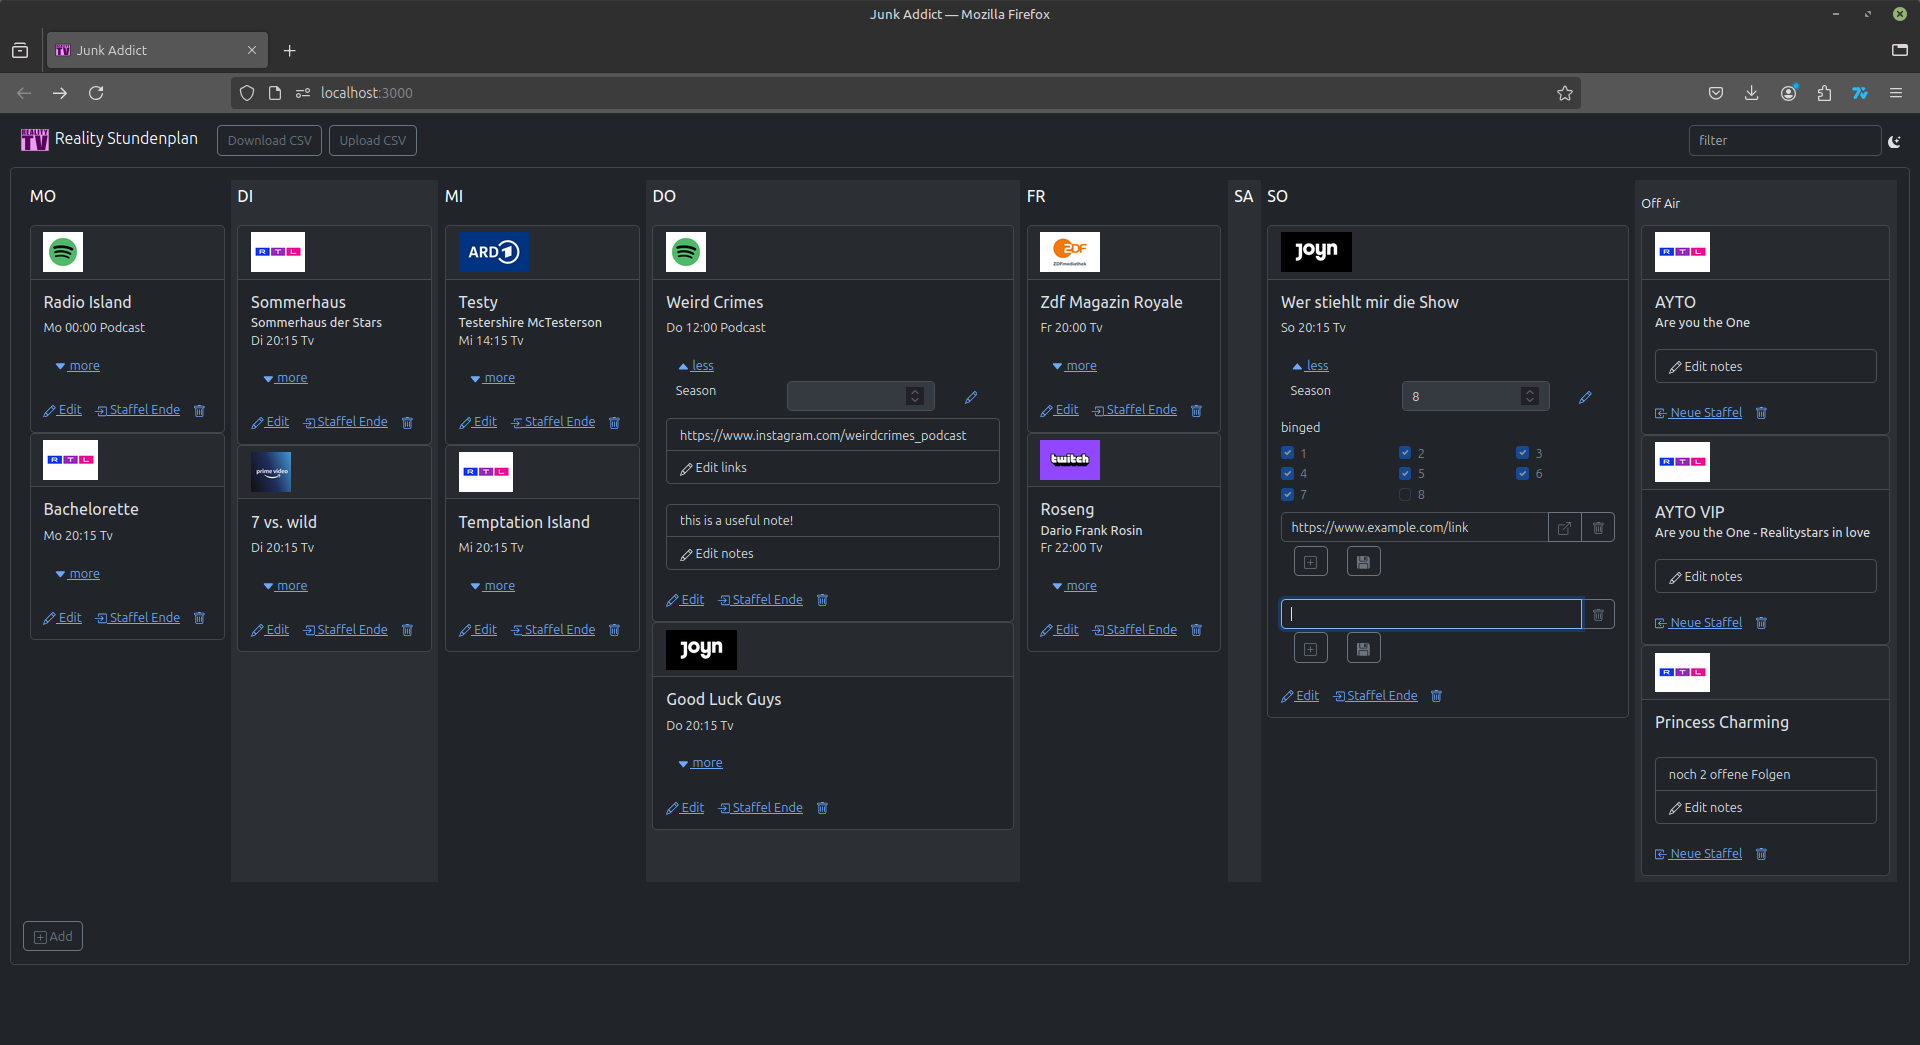 Junk Addict — Mozilla Firefox
Junk Addict
localhost:3000
REALITY TV Reality Stundenplan
Download CSV
Upload CSV
filter
MO
Radio Island
Mo 00:00 Podcast
more
Edit Staffel Ende
RTL
Bachelorette
Mo 20:15 Tv
more
Edit Staffel Ende
DI
RTL
Sommerhaus
Sommerhaus der Stars
Di 20:15 Tv
more
Edit Staffel Ende
prime video
7 vs. wild
Di 20:15 Tv
more
Edit Staffel Ende
MI
ARD 1
Testy
Testershire McTesterson
Mi 14:15 Tv
more
Edit Staffel Ende
RTL
Temptation Island
Mi 20:15 Tv
more
Edit Staffel Ende
DO
Weird Crimes
Do 12:00 Podcast
less
Season
https://www.instagram.com/weirdcrimes_podcast
Edit links
this is a useful note!
Edit notes
Edit Staffel Ende
joyn
Good Luck Guys
Do 20:15 Tv
more
Edit Staffel Ende
FR
ZDF
ZDFmediathek
Zdf Magazin Royale
Fr 20:00 Tv
more
Edit Staffel Ende
twitch
Roseng
Dario Frank Rosin
Fr 22:00 Tv
more
Edit Staffel Ende
SA
SO
joyn
Wer stiehlt mir die Show
So 20:15 Tv
less
Season 8
binged
1 2 3
4 5 6
7 8
https://www.example.com/link
Edit Staffel Ende
Off Air
RTL
AYTO
Are you the One
Edit notes
Neue Staffel
RTL
AYTO VIP
Are you the One - Realitystars in love
Edit notes
Neue Staffel
RTL
Princess Charming
noch 2 offene Folgen
Edit notes
Neue Staffel
Add